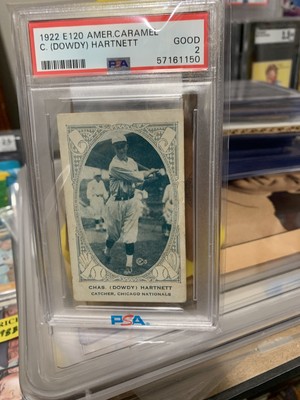 1922 E120 AMER.CARAMEL
C. (DOWDY) HARTNETT
GOOD
2
PSA
57161150
CHAS. (DOWDY) HARTNETT
CATCHER, CHICAGO NATIONALS
PSA